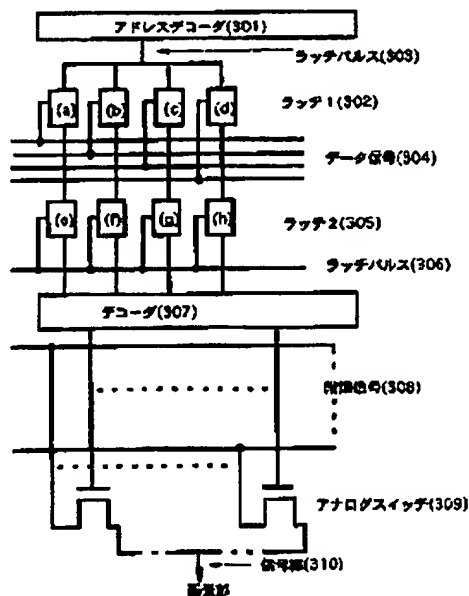 アドレスデコーダ(301)
ラッチパルス(303)
(a) (b) (c) (d)
ラッチ1(302)
データ信号(304)
(e) (f) (g) (h)
ラッチ2(305)
ラッチパルス(306)
デコーダ(307)
階調信号(308)
アナログスイッチ(309)
信号線(310)
画素部